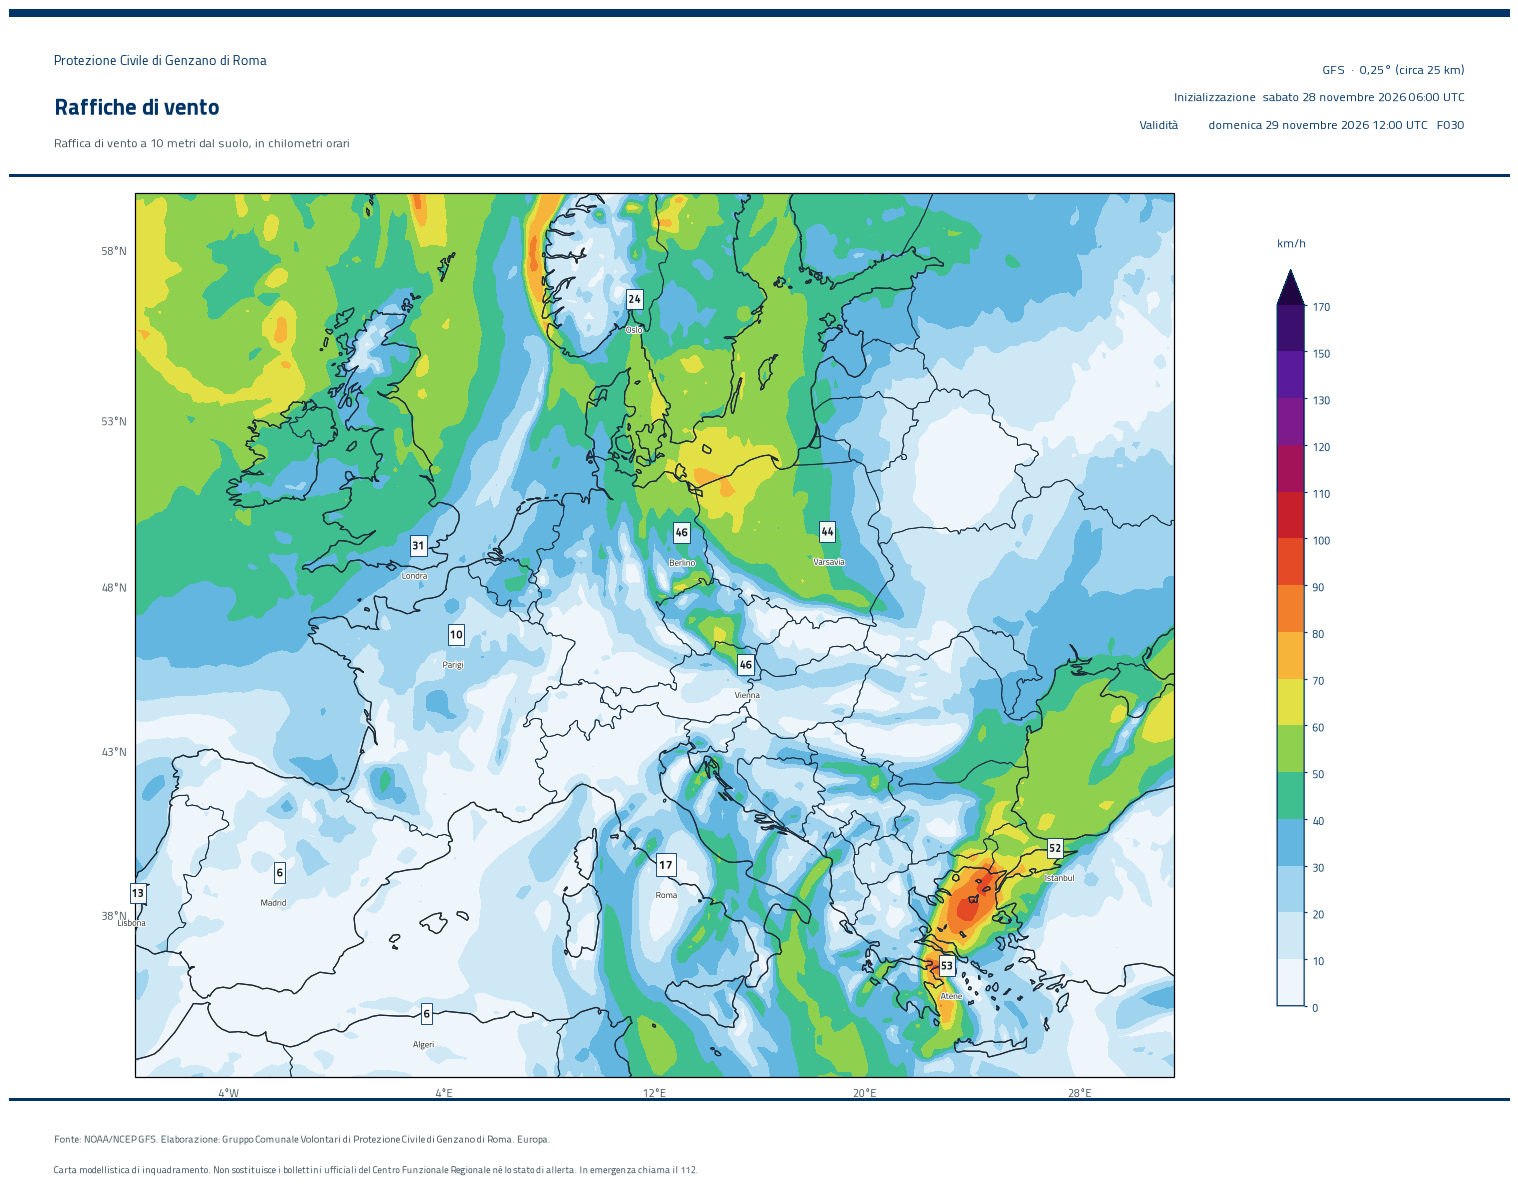 Protezione Civile di Genzano di Roma
Raffiche di vento
Raffica di vento a 10 metri dal suolo, in chilometri orari
GFS · 0,25° (circa 25 km)
Inizializzazione sabato 28 novembre 2026 06:00 UTC
Validità domenica 29 novembre 2026 12:00 UTC F030
km/h
170
150
130
120
110
100
90
80
70
60
50
40
30
20
10
0
58°N
53°N
48°N
43°N
38°N
24
Oslo
31
Londra
46
Berlino
44
Varsavia
10
Parigi
46
Vienna
6
Madrid
13
Lisbona
17
Roma
52
Istanbul
53
Atene
6
Algeri
4°W
4°E
12°E
20°E
28°E
Fonte: NOAA/NCEP GFS. Elaborazione: Gruppo Comunale Volontari di Protezione Civile di Genzano di Roma. Europa.
Carta modellistica di inquadramento. Non sostituisce i bollettini ufficiali del Centro Funzionale Regionale né lo stato di allerta. In emergenza chiama il 112.